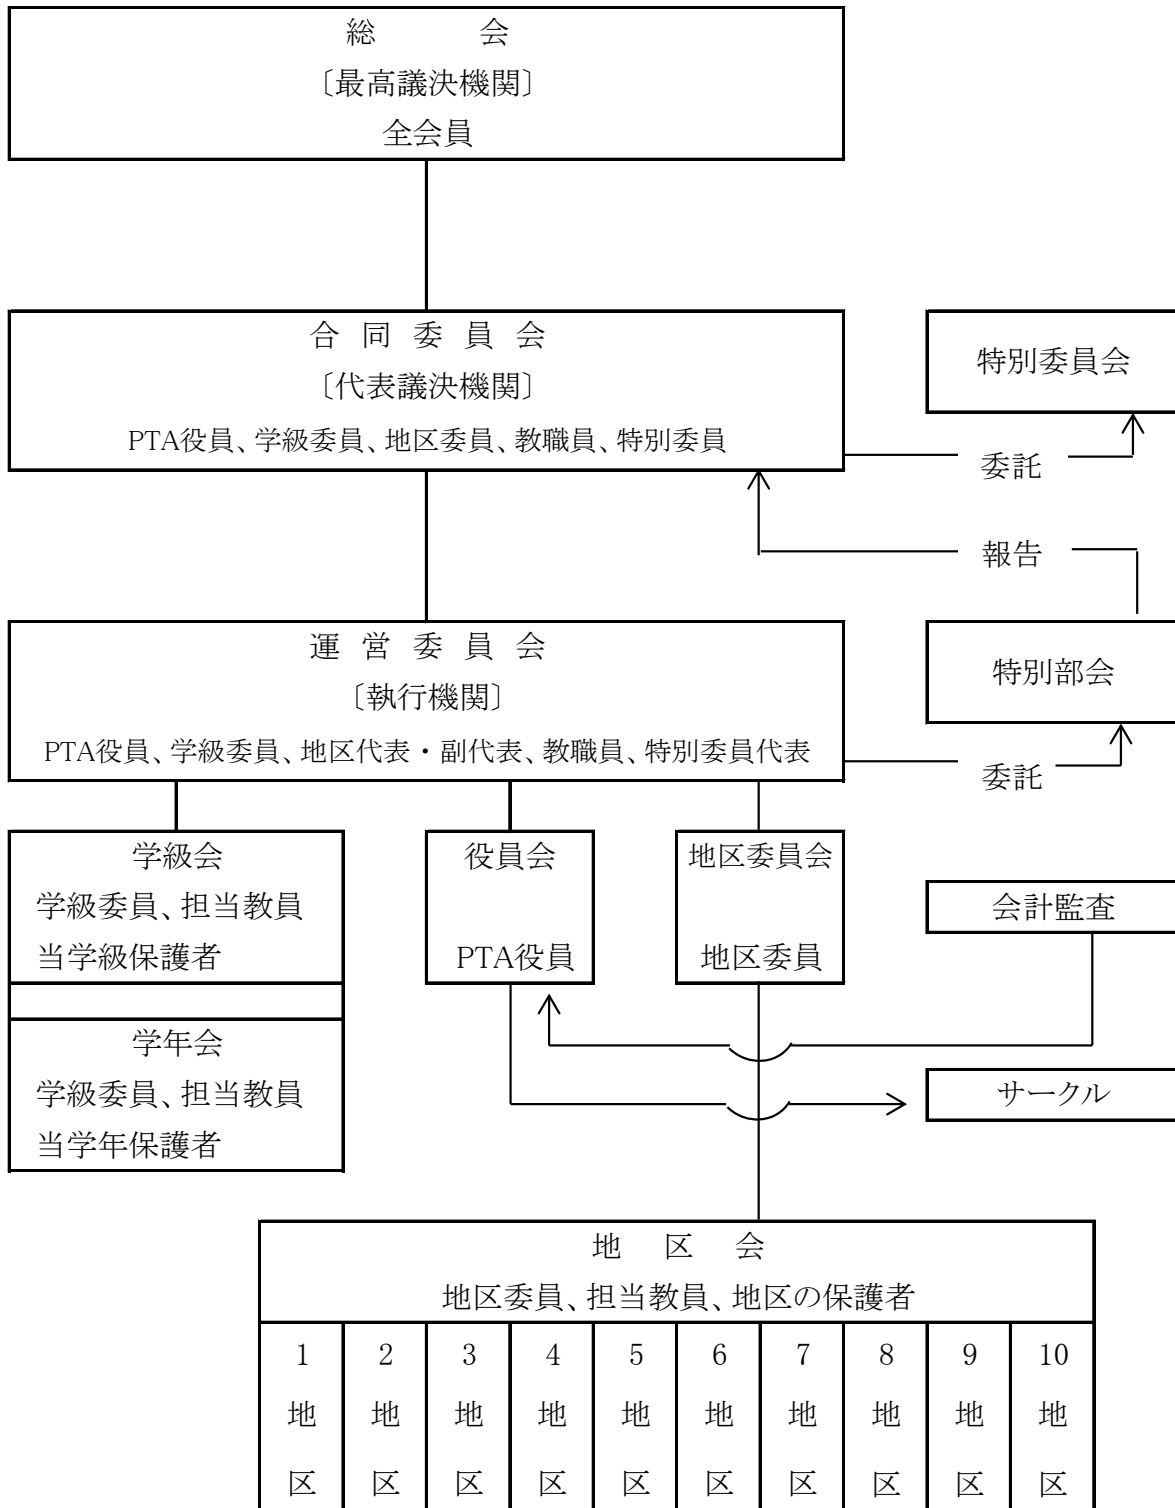 総会
〔最高議決機関〕
全会員
合同委員会
〔代表議決機関〕
PTA役員、学級委員、地区委員、教職員、特別委員
特別委員会
委託
報告
運営委員会
〔執行機関〕
PTA役員、学級委員、地区代表・副代表、教職員、特別委員代表
特別部会
委託
学級会
学級委員、担当教員
当学級保護者
役員会
PTA役員
地区委員会
地区委員
会計監査
学年会
学級委員、担当教員
当学年保護者
サークル
地区会
地区委員、担当教員、地区の保護者
1地区
2地区
3地区
4地区
5地区
6地区
7地区
8地区
9地区
10地区